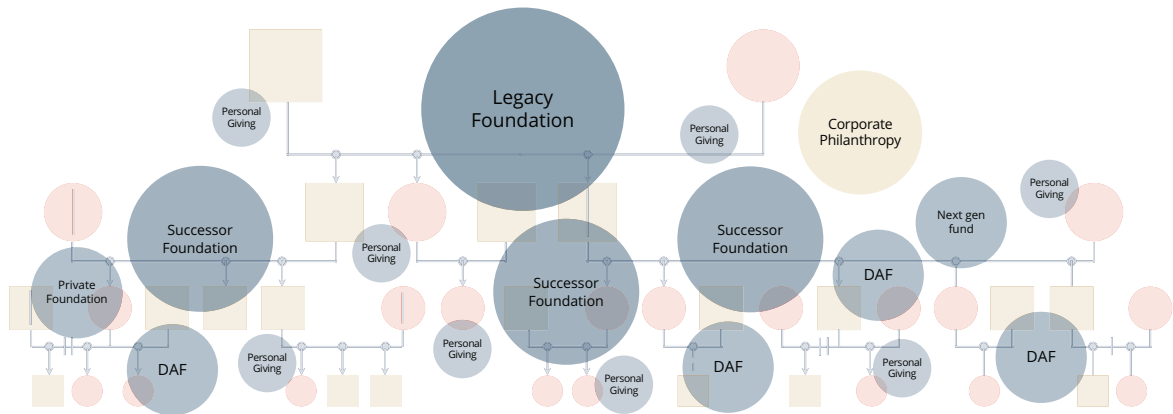 Legacy
Foundation
Personal
Giving
Personal
Giving
Corporate
Philanthropy
Successor
Foundation
Personal
Giving
Successor
Foundation
Next gen
fund
Personal
Giving
Private
Foundation
Successor
Foundation
DAF
DAF
Personal
Giving
Personal
Giving
Personal
Giving
DAF
Personal
Giving
DAF